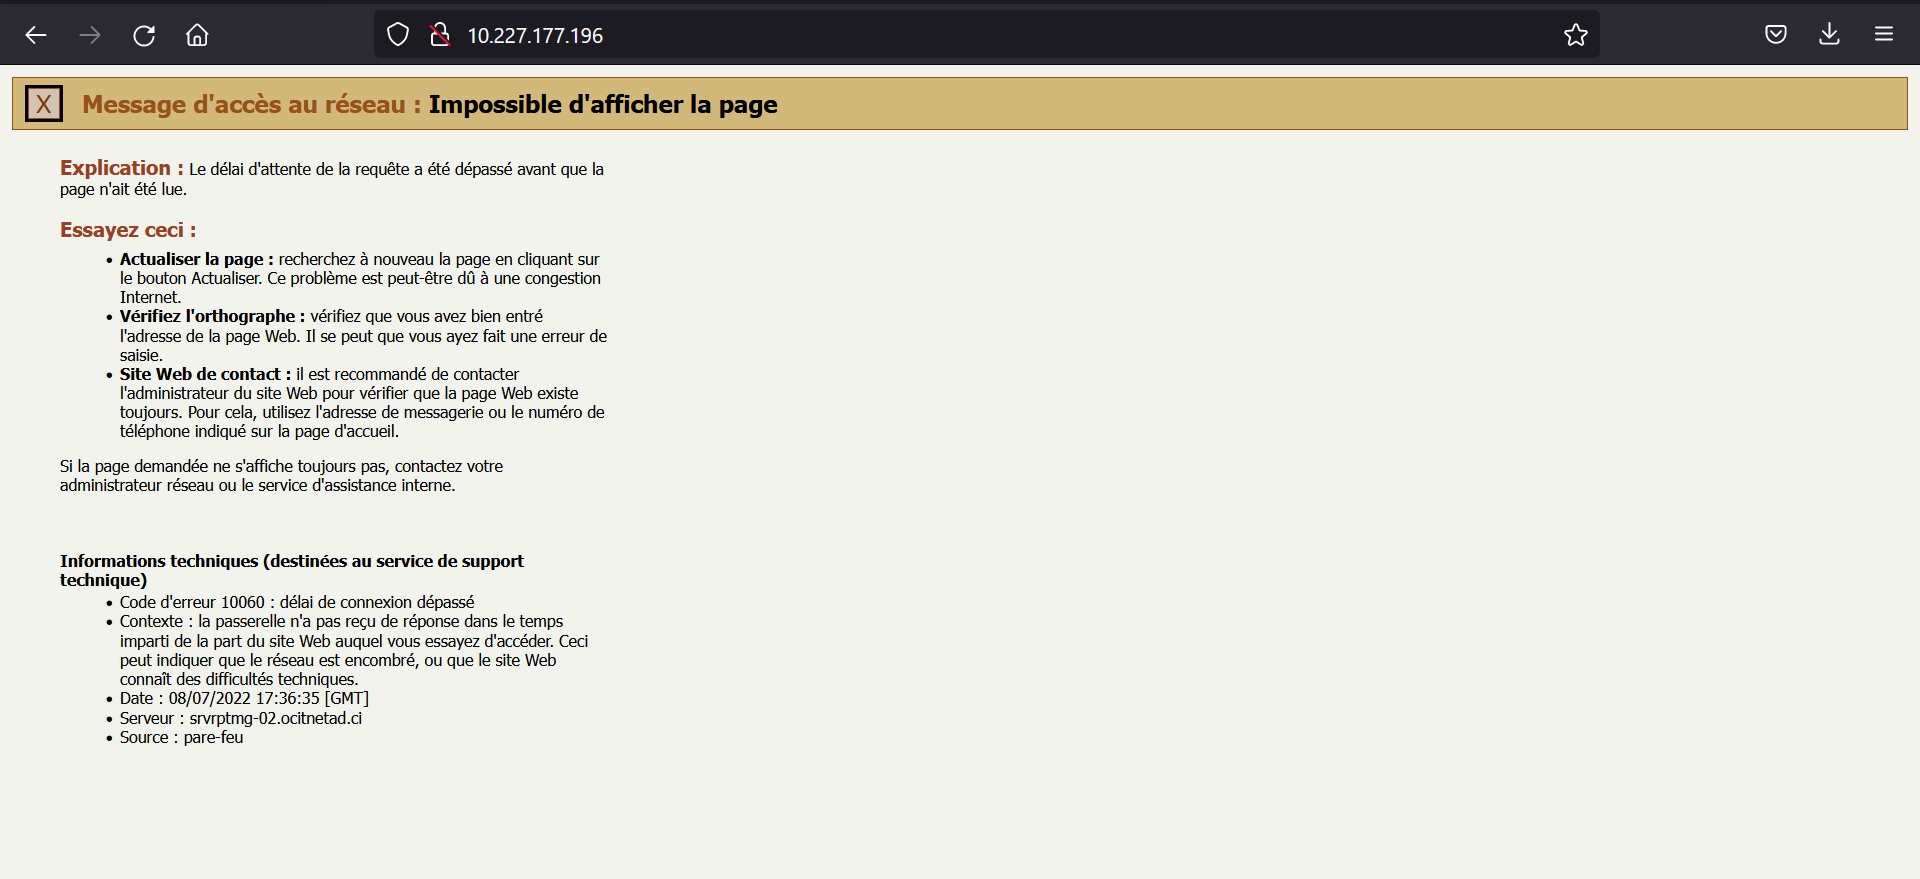 10.227.177.196
X Message d'accès au réseau : Impossible d'afficher la page
Explication : Le délai d'attente de la requête a été dépassé avant que la
page n'ait été lue.
Essayez ceci :
• Actualiser la page : recherchez à nouveau la page en cliquant sur
le bouton Actualiser. Ce problème est peut-être dû à une congestion
Internet.
• Vérifiez l'orthographe : vérifiez que vous avez bien entré
l'adresse de la page Web. Il se peut que vous ayez fait une erreur de
saisie.
• Site Web de contact : il est recommandé de contacter
l'administrateur du site Web pour vérifier que la page Web existe
toujours. Pour cela, utilisez l'adresse de messagerie ou le numéro de
téléphone indiqué sur la page d'accueil.
Si la page demandée ne s'affiche toujours pas, contactez votre
administrateur réseau ou le service d'assistance interne.
Informations techniques (destinées au service de support
technique)
• Code d'erreur 10060 : délai de connexion dépassé
• Contexte : la passerelle n'a pas reçu de réponse dans le temps
imparti de la part du site Web auquel vous essayez d'accéder. Ceci
peut indiquer que le réseau est encombré, ou que le site Web
connaît des difficultés techniques.
• Date : 08/07/2022 17:36:35 [GMT]
• Serveur : srvrptmg-02.ocitnetad.ci
• Source : pare-feu